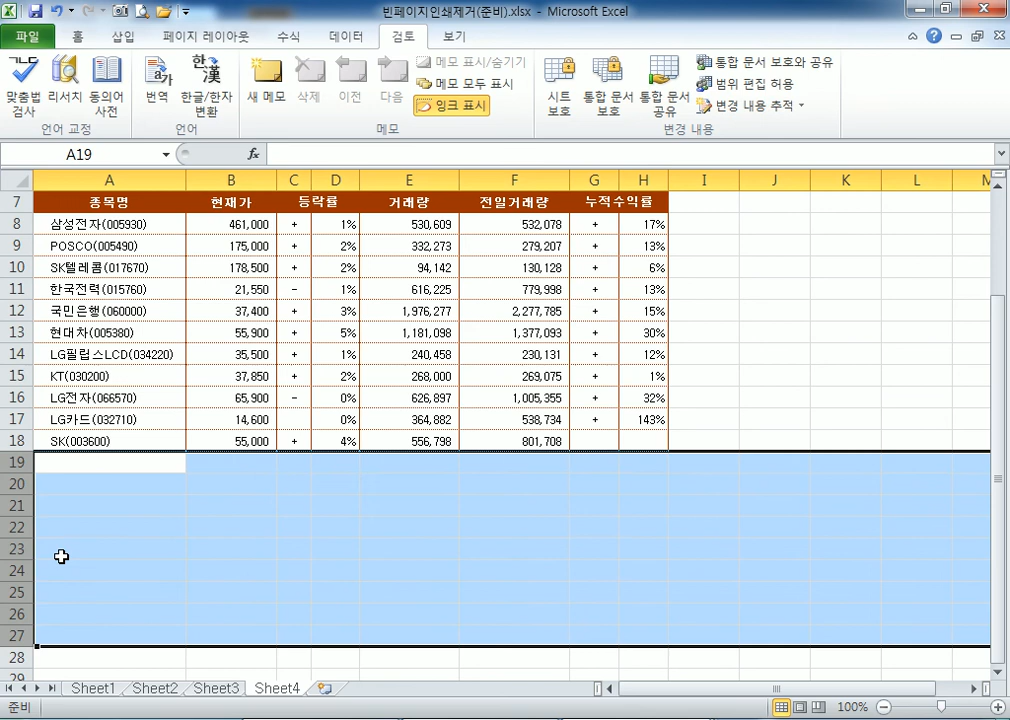 빈페이지인쇄제거(준비).xlsx - Microsoft Excel
파일 홈 삽입 페이지 레이아웃 수식 데이터 검토 보기
맞춤법 검사 리서치 동의어 사전 번역 한글/한자 변환 새 메모 삭제 이전 다음 메모 표시/숨기기 메모 모두 표시 잉크 표시 시트 보호 통합 문서 보호 통합 문서 공유 통합 문서 보호와 공유 범위 편집 허용 변경 내용 추적
언어 교정 언어 메모 변경 내용
A19 fx
A B C D E F G H I J K L M
7 종목명 현재가 등락률 거래량 전일거래량 누적수익률
8 삼성전자(005930) 461,000 + 1% 530,609 532,078 + 17%
9 POSCO(005490) 175,000 + 2% 332,273 279,207 + 13%
10 SK텔레콤(017670) 178,500 + 2% 94,142 130,128 + 6%
11 한국전력(015760) 21,550 - 1% 616,225 779,998 + 13%
12 국민은행(060000) 37,400 + 3% 1,976,277 2,277,785 + 15%
13 현대차(005380) 55,900 + 5% 1,181,098 1,377,093 + 30%
14 LG필립스LCD(034220) 35,500 + 1% 240,458 230,131 + 12%
15 KT(030200) 37,850 + 2% 268,000 269,075 + 1%
16 LG전자(066570) 65,900 - 0% 626,897 1,005,355 + 32%
17 LG카드(032710) 14,600 0% 364,882 538,734 + 143%
18 SK(003600) 55,000 + 4% 556,798 801,708
19
20
21
22
23
24
25
26
27
28
29
Sheet1 Sheet2 Sheet3 Sheet4
준비 100%